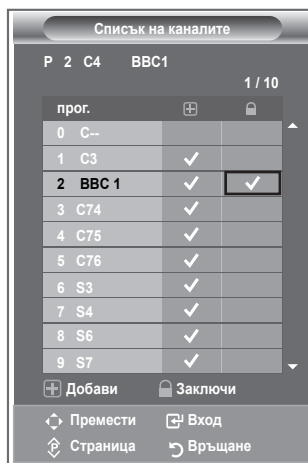 Списък на каналите
P 2 C4 BBC1
1 / 10
прог.
0 C--
1 C3
2 BBC 1
3 C74
4 C75
5 C76
6 S3
7 S4
8 S6
9 S7
Добави Заключи
Премести Вход
Страница Връщане